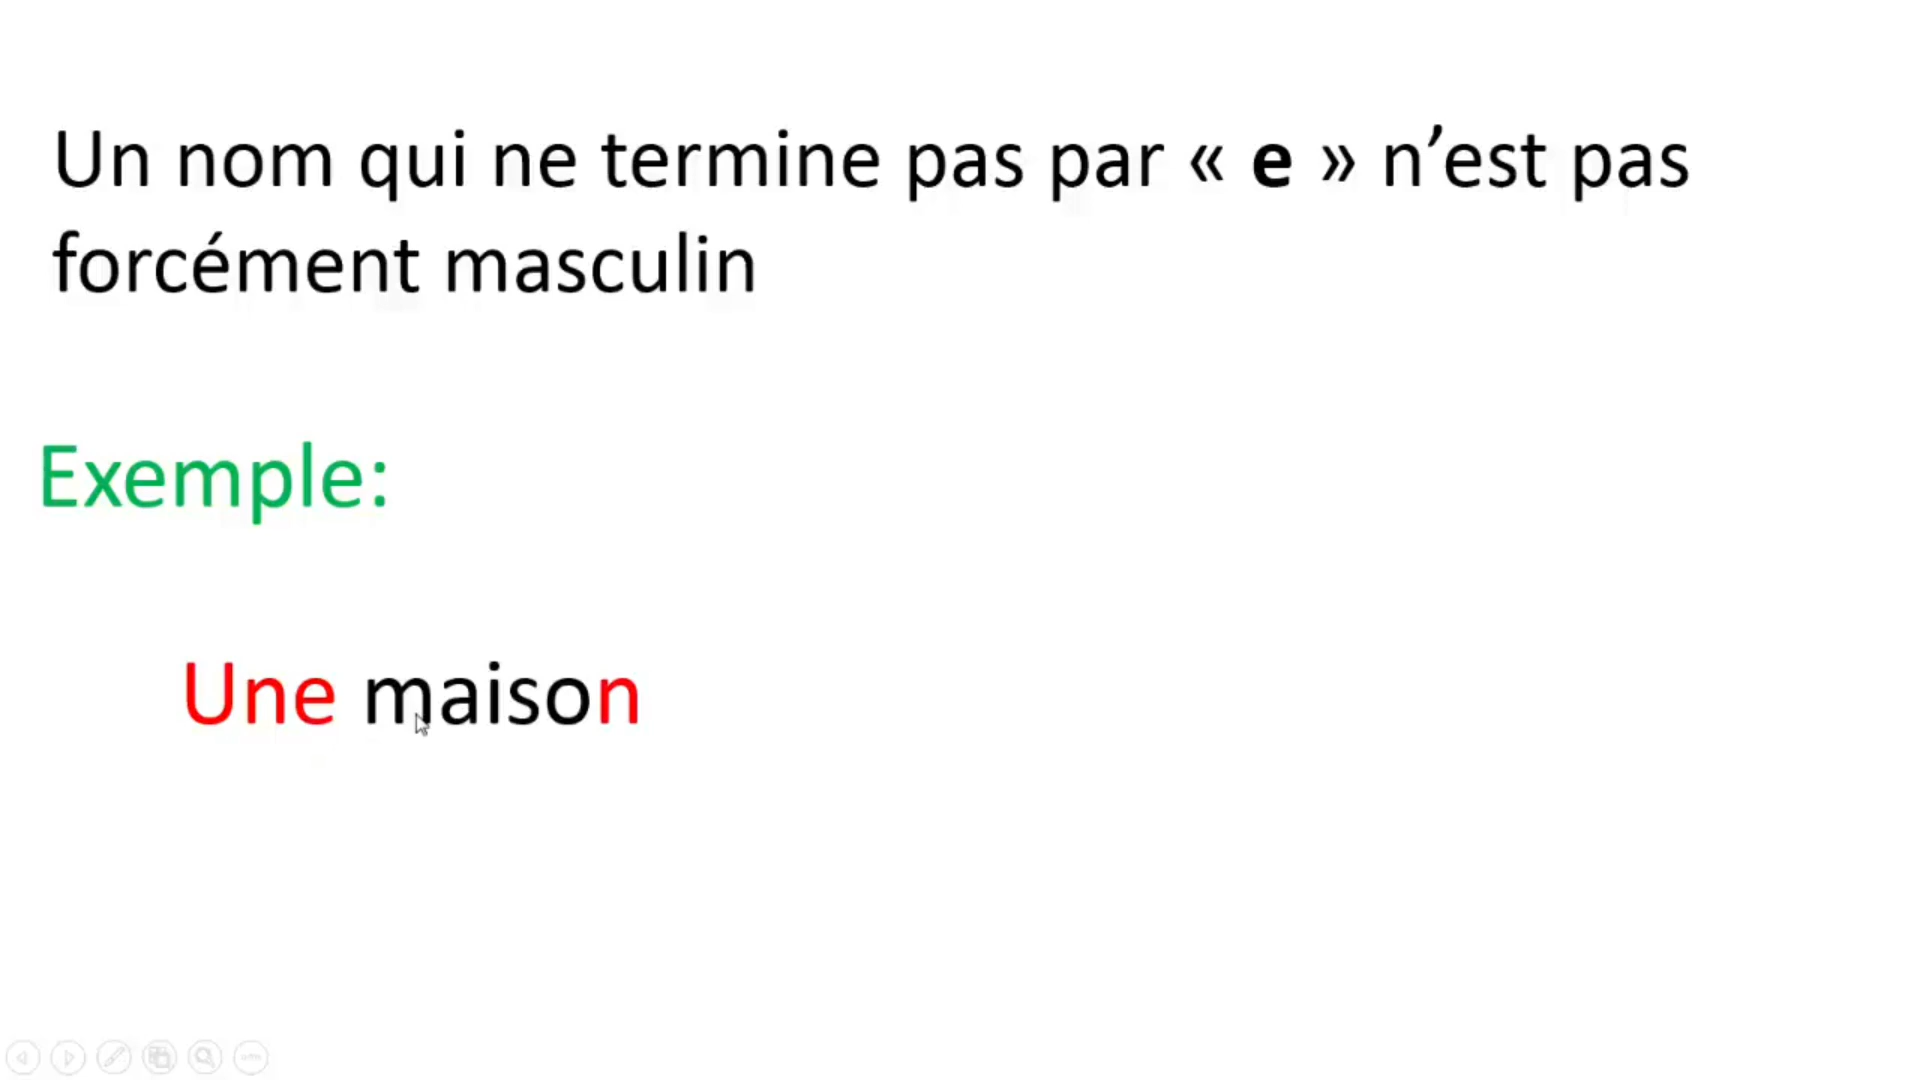 Un nom qui ne termine pas par « e » n’est pas
forcément masculin
Exemple:
Une maison